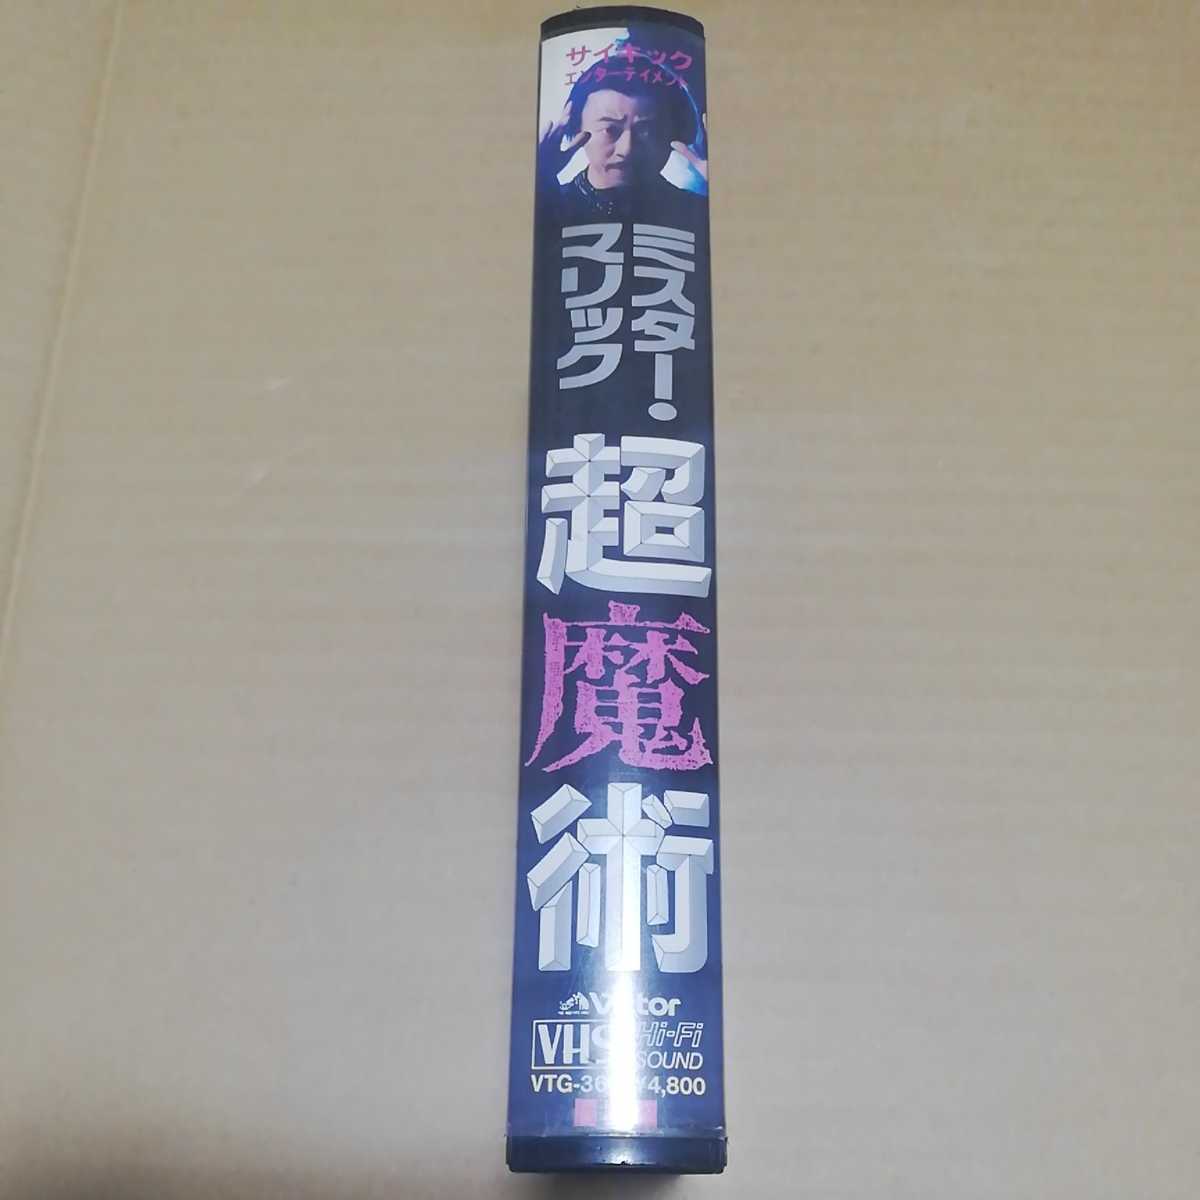 サイキック
エンターテイメント
ミスター・
マリック
超魔術
Victor
VHS Hi-Fi
SOUND
¥4,800